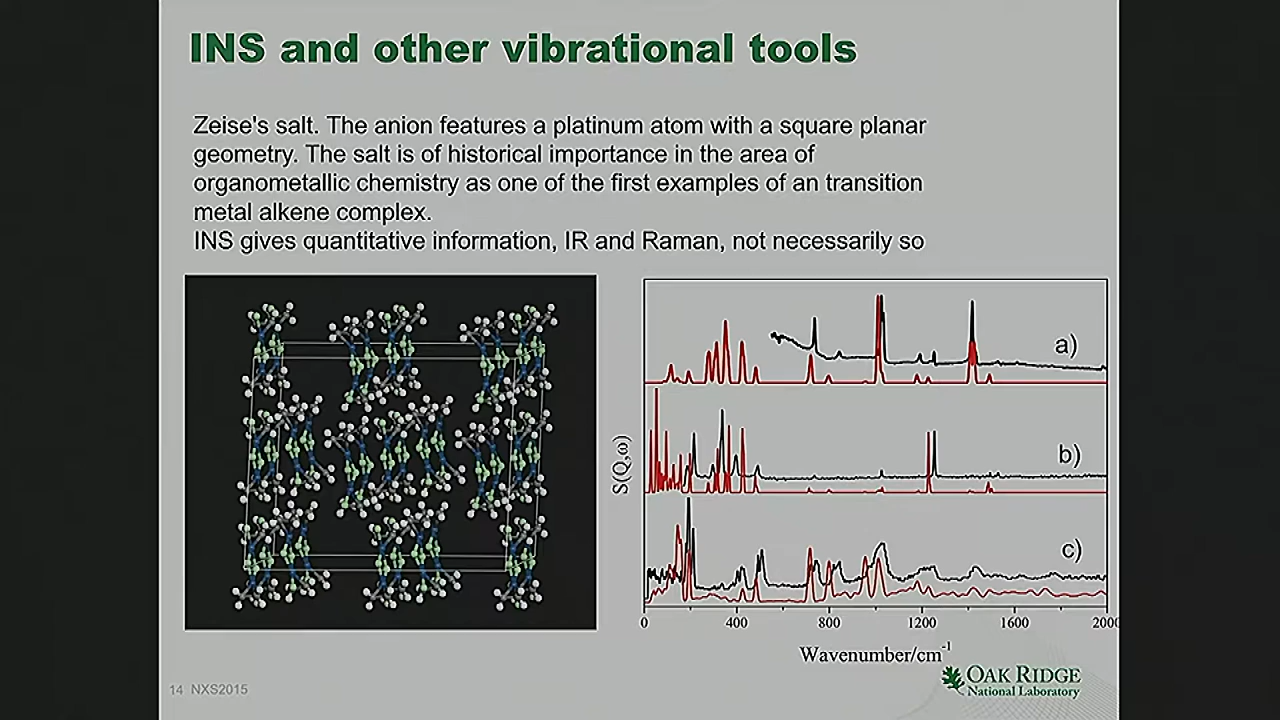 INS and other vibrational tools
Zeise's salt. The anion features a platinum atom with a square planar
geometry. The salt is of historical importance in the area of
organometallic chemistry as one of the first examples of an transition
metal alkene complex.
INS gives quantitative information, IR and Raman, not necessarily so
a)
b)
c)
S(Q,ω)
0 400 800 1200 1600 2000
Wavenumber/cm-1
OAK RIDGE
National Laboratory
14 NXS2015